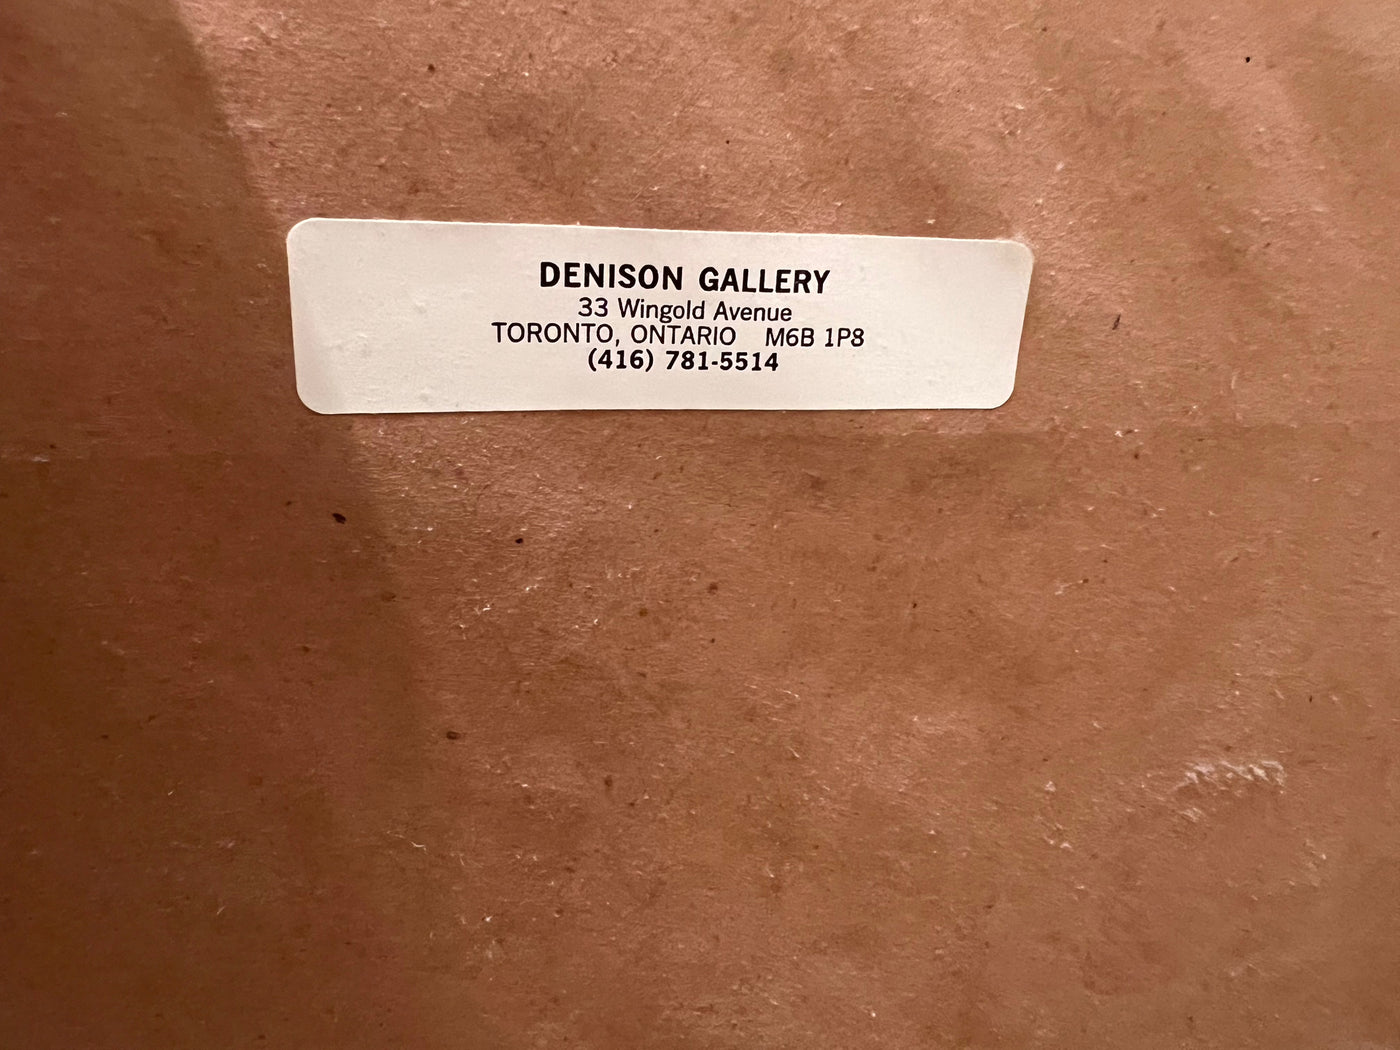 DENISON GALLERY
33 Wingold Avenue
TORONTO, ONTARIO M6B 1P8
(416) 781-5514